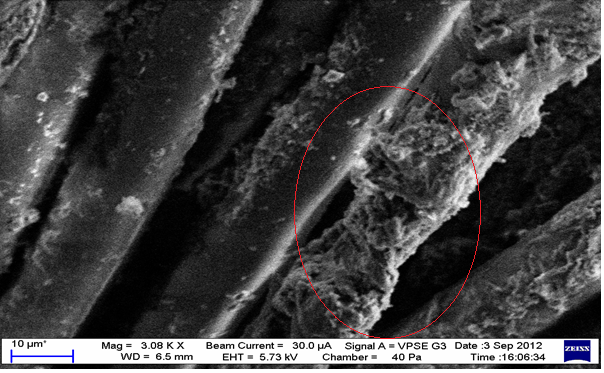 10 µm* Mag = 3.08 K X Beam Current = 30.0 µA Signal A = VPSE G3 Date :3 Sep 2012 ZEISS
WD = 6.5 mm EHT = 5.73 kV Chamber = 40 Pa Time :16:06:34